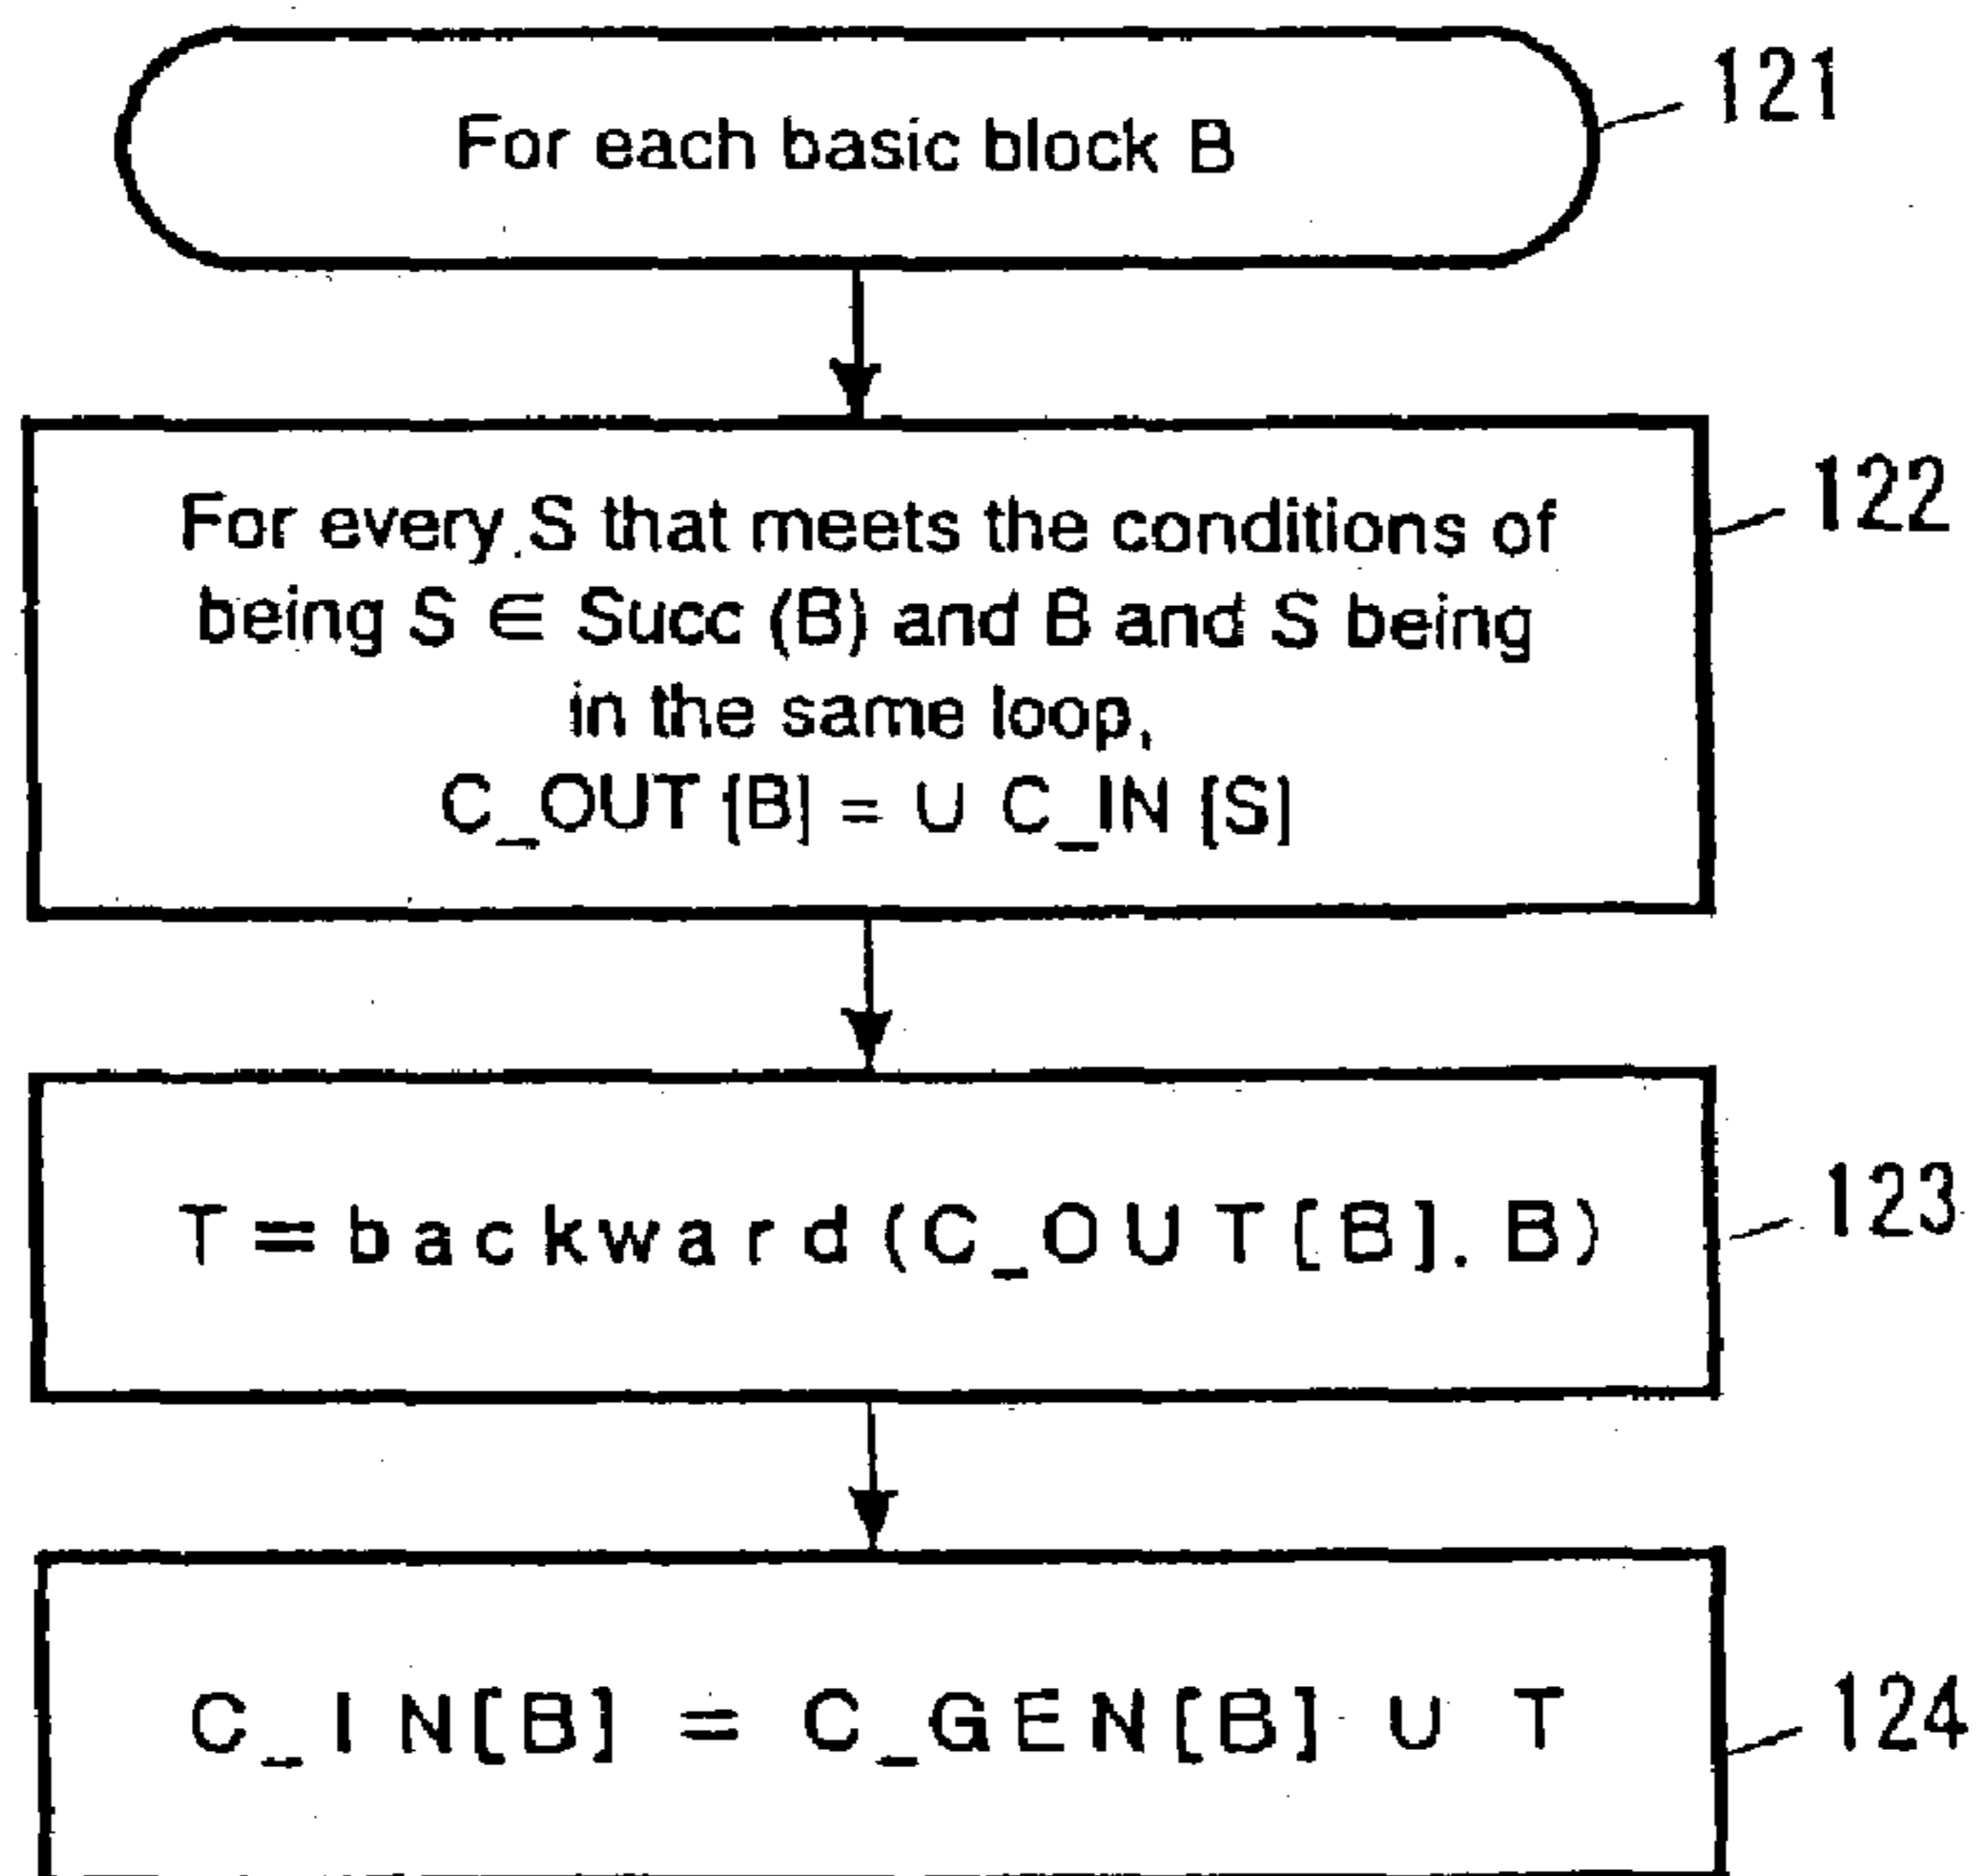 For each basic block B
121
For every S that meets the conditions of
being S ∈ Succ (B) and B and S being
in the same loop,
C_OUT [B] = ∪ C_IN [S]
122
T = backward (C_OUT[B]. B)
123
C_IN[B] = C_GEN[B] ∪ T
124